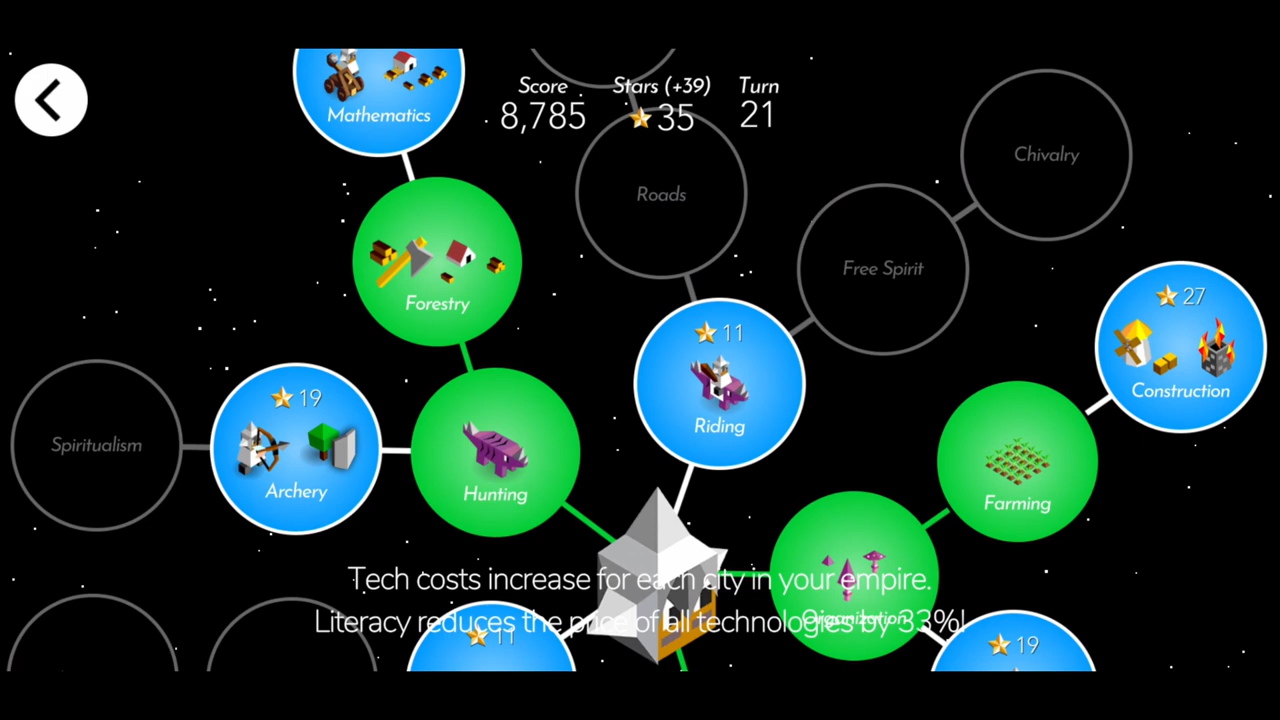 Mathematics
Score
Stars (+39)
Turn
8,785
35
21
Chivalry
Roads
Free Spirit
Forestry
27
Construction
11
Riding
19
Archery
Spiritualism
Hunting
Farming
Tech costs increase for each city in your empire.
Organization
Literacy reduces the price of all technologies by 33%!
11
19